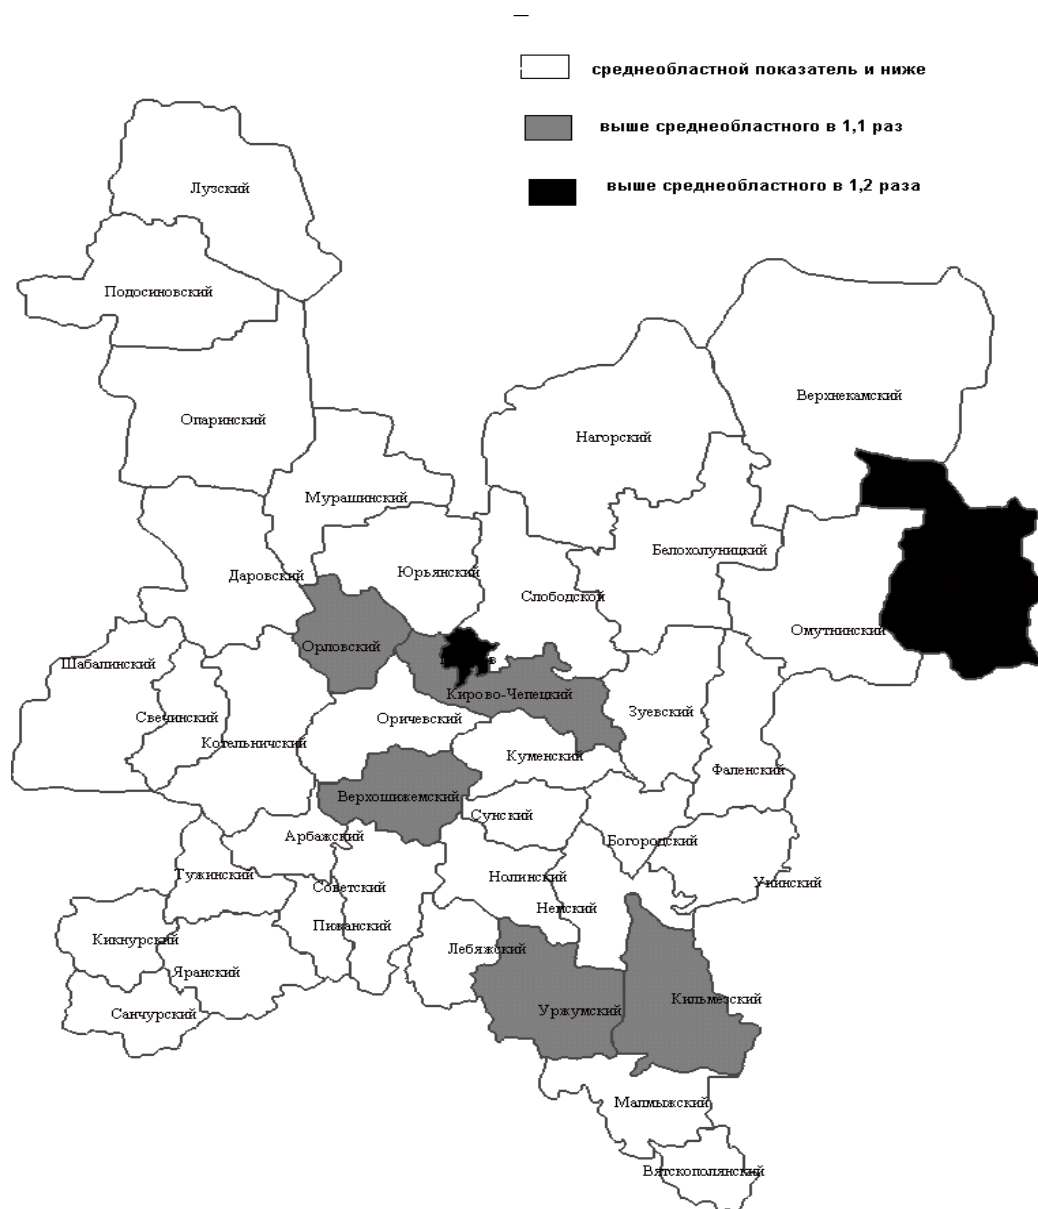 среднеобластной показатель и ниже
выше среднеобластного в 1,1 раз
выше среднеобластного в 1,2 раза
Лузский
Подосиновский
Верхнекамский
Опаринский
Нагорский
Мурашинский
Белохолуницкий
Юрьянский
Даровский
Слободской
Омутнинский
Орловский
Шабалинский
Кирово-Чепецкий
Зуевский
Свечинский
Оричевский
Котельничский
Куменский
Фаленский
Верхошижемский
Сунский
Арбажский
Богородский
Тужинский
Нолинский
Унинский
Советский
Немский
Пижанский
Кикнурский
Лебяжский
Яранский
Кильмезский
Уржумский
Санчурский
Малмыжский
Вятскополянский